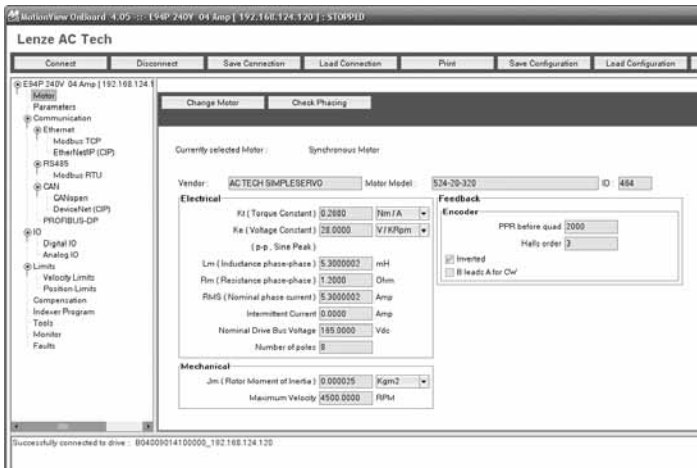 MotionView OnBoard 4.05 -::- E94P 240V 04 Amp [ 192.168.124.120 ] : STOPPED
Lenze AC Tech
Connect Disconnect Save Connection Load Connection Print Save Configuration Load Configuration
E94P 240V 04 Amp [192.168.124.1
Motor
Parameters
Communication
Ethernet
Modbus TCP
EtherNet/IP (CIP)
RS485
Modbus RTU
CAN
CANopen
DeviceNet (CIP)
PROFIBUS-DP
IO
Digital IO
Analog IO
Limits
Velocity Limits
Position Limits
Compensation
Indexer Program
Tools
Monitor
Faults
Change Motor Check Phasing
Currently selected Motor : Synchronous Motor
Vendor : AC TECH SIMPLESERVO Motor Model : 524-20-320 ID : 464
Electrical
Kt ( Torque Constant ) 0.2680 Nm / A
Ke ( Voltage Constant ) 28.0000 V / KRpm
( p-p , Sine Peak )
Lm ( Inductance phase-phase ) 5.3000002 mH
Rm ( Resistance phase-phase ) 1.2000 Ohm
RMS ( Nominal phase current ) 5.3000002 Amp
Intermittent Current 0.0000 Amp
Nominal Drive Bus Voltage 165.0000 Vdc
Number of poles 8
Mechanical
Jm ( Rotor Moment of Inertia ) 0.000025 Kgm2
Maximum Velocity 4500.0000 RPM
Feedback
Encoder
PPR before quad 2000
Halls order 3
Inverted
B leads A for CW
Successfully connected to drive : B04009014100000_192.168.124.120